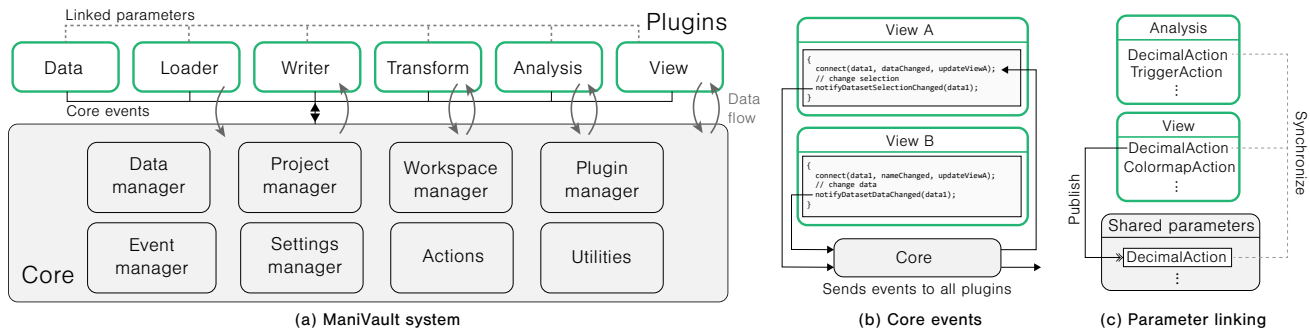 Linked parameters
Plugins
Data
Loader
Writer
Transform
Analysis
View
Core events
Data
flow
Data
manager
Project
manager
Workspace
manager
Plugin
manager
Event
manager
Settings
manager
Actions
Utilities
Core
(a) ManiVault system
View A
{
connect(data1, dataChanged, updateViewA);
// change selection
notifyDatasetSelectionChanged(data1);
}
View B
{
connect(data1, nameChanged, updateViewA);
// change data
notifyDatasetDataChanged(data1);
}
Core
Sends events to all plugins
(b) Core events
Analysis
DecimalAction
TriggerAction
⋮
View
DecimalAction
ColormapAction
⋮
Publish
Synchronize
Shared parameters
DecimalAction
⋮
(c) Parameter linking